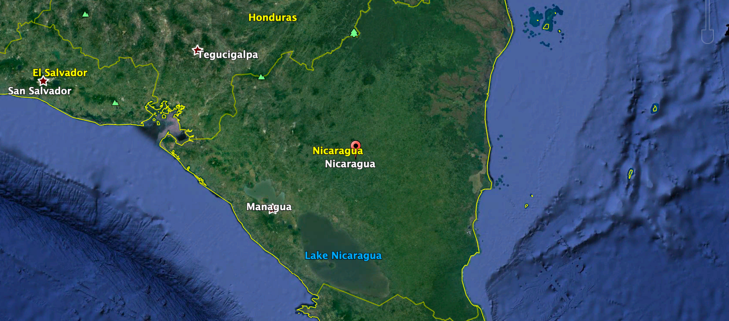 Honduras
Tegucigalpa
El Salvador
San Salvador
Nicaragua
Nicaragua
Managua
Lake Nicaragua